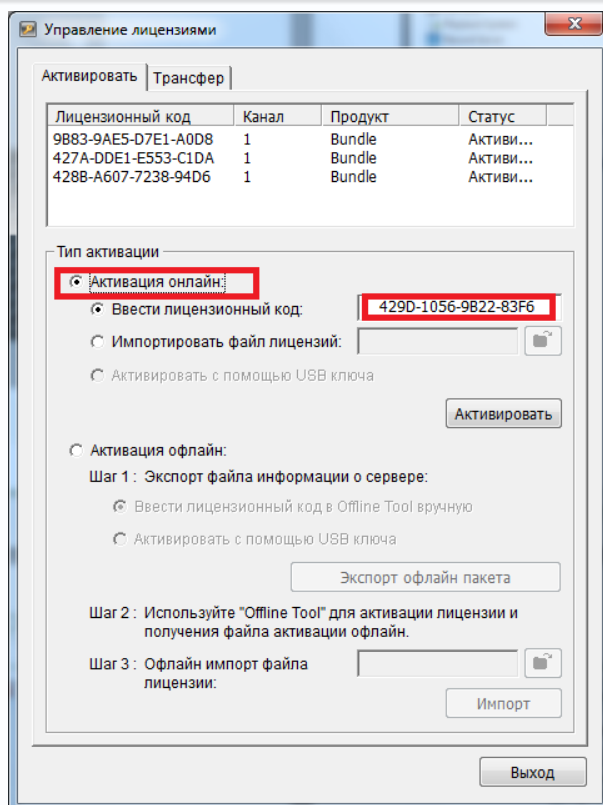 Управление лицензиями
Активировать Трансфер
Лицензионный код Канал Продукт Статус
9B83-9AE5-D7E1-A0D8 1 Bundle Активи...
427A-DDE1-E553-C1DA 1 Bundle Активи...
428B-A607-7238-94D6 1 Bundle Активи...
Тип активации
Активация онлайн:
Ввести лицензионный код: 429D-1056-9B22-83F6
Импортировать файл лицензий:
Активировать с помощью USB ключа
Активировать
Активация офлайн:
Шаг 1 : Экспорт файла информации о сервере:
Ввести лицензионный код в Offline Tool вручную
Активировать с помощью USB ключа
Экспорт офлайн пакета
Шаг 2 : Используйте "Offline Tool" для активации лицензии и
получения файла активации офлайн.
Шаг 3 : Офлайн импорт файла
лицензии:
Импорт
Выход